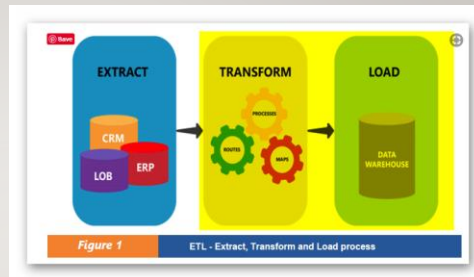 Save
EXTRACT
TRANSFORM
LOAD
CRM
LOB
ERP
PROCESSES
ROUTES
MAPS
DATA
WAREHOUSE
Figure 1
ETL - Extract, Transform and Load process